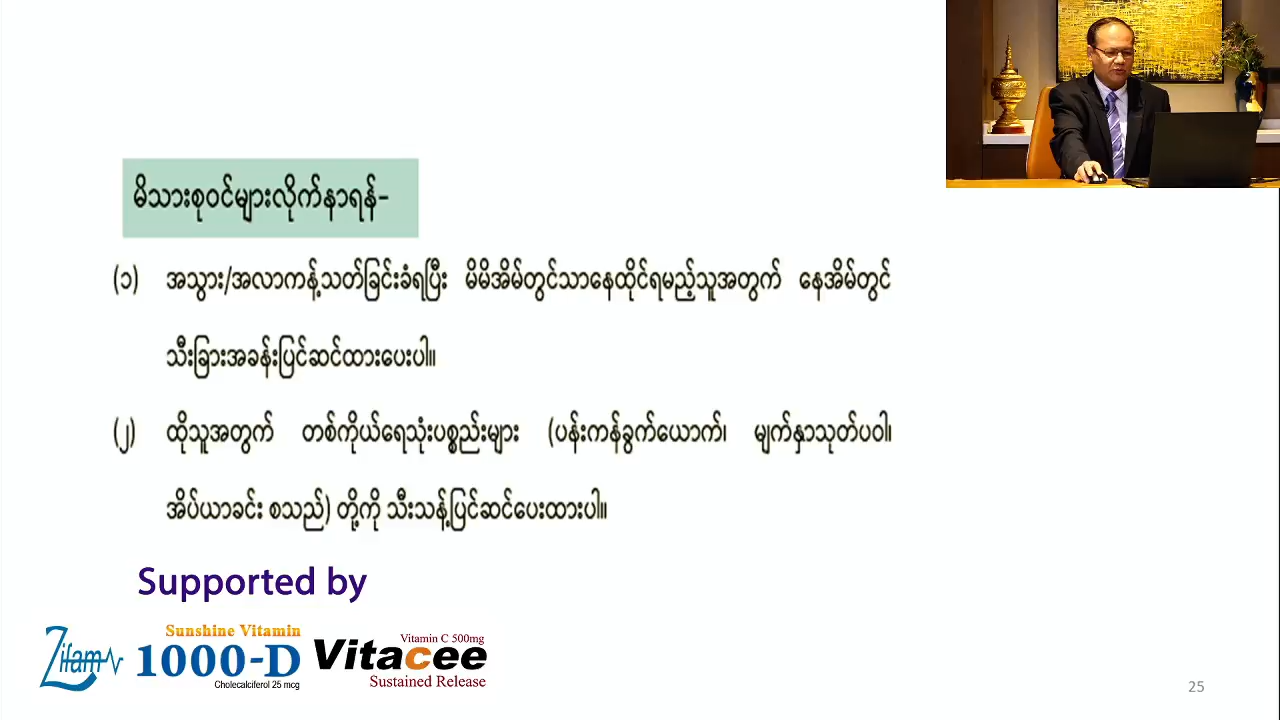 မိသားစုဝင်များလိုက်နာရန်-
(၁) အသွား/အလာကန့်သတ်ခြင်းခံရပြီး မိမိအိမ်တွင်သာနေထိုင်ရမည့်သူအတွက် နေအိမ်တွင်
သီးခြားအခန်းပြင်ဆင်ထားပေးပါ။
(၂) ထိုသူအတွက် တစ်ကိုယ်ရေသုံးပစ္စည်းများ (ပန်းကန်ခွက်ယောက်၊ မျက်နှာသုတ်ပဝါ၊
အိပ်ယာခင်း စသည်) တို့ကို သီးသန့်ပြင်ဆင်ပေးထားပါ။
Supported by
Zifam
Sunshine Vitamin
1000-D
Cholecalciferol 25 mcg
Vitamin C 500mg
Vitacee
Sustained Release
25